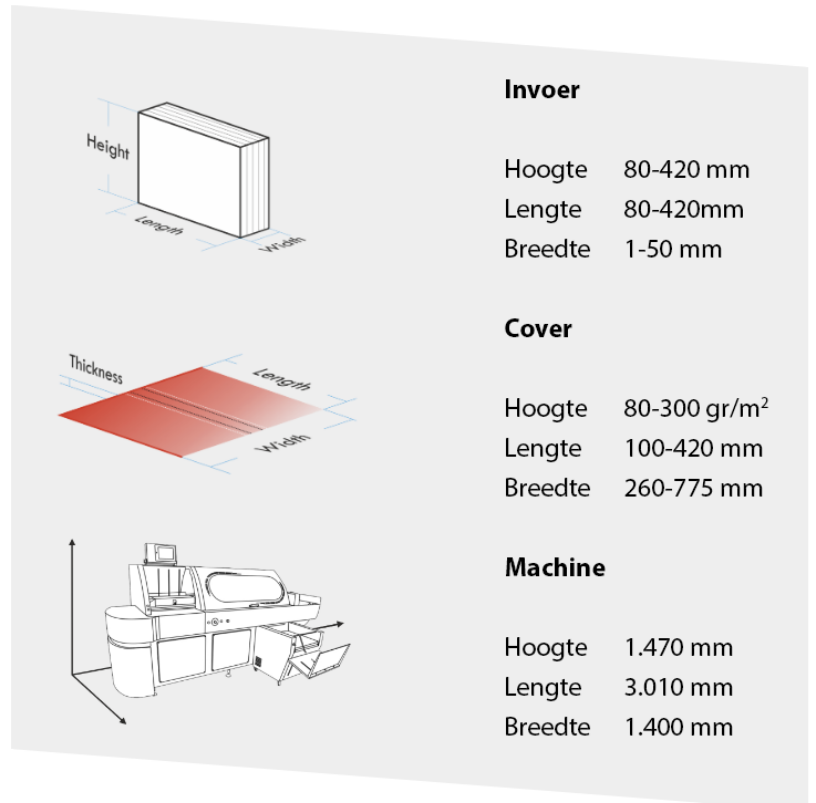 Invoer
Height
Length
Width
Hoogte 80-420 mm
Lengte 80-420mm
Breedte 1-50 mm
Cover
Thickness
Length
Width
Hoogte 80-300 gr/m²
Lengte 100-420 mm
Breedte 260-775 mm
Machine
Hoogte 1.470 mm
Lengte 3.010 mm
Breedte 1.400 mm